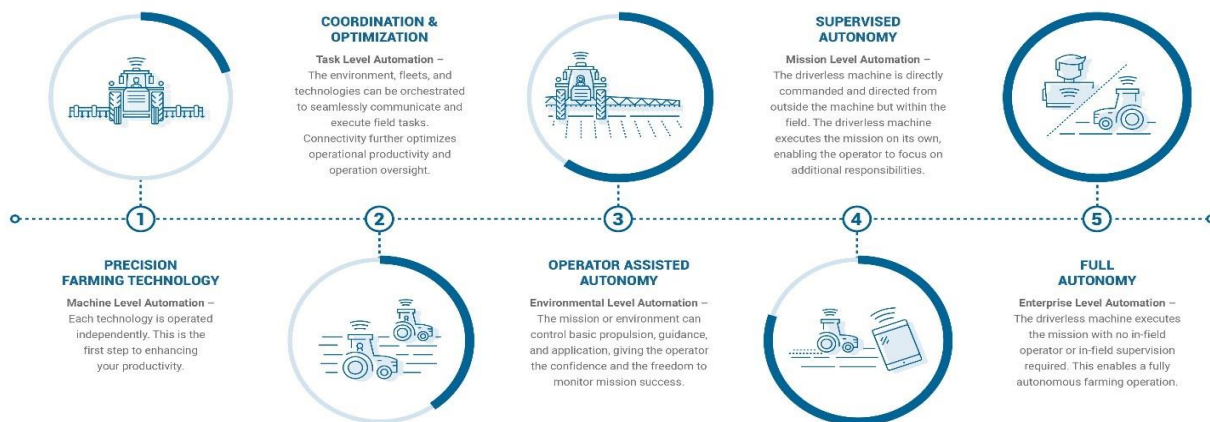 1
PRECISION
FARMING TECHNOLOGY
Machine Level Automation –
Each technology is operated
independently. This is the
first step to enhancing
your productivity.
COORDINATION &
OPTIMIZATION
Task Level Automation –
The environment, fleets, and
technologies can be orchestrated
to seamlessly communicate and
execute field tasks.
Connectivity further optimizes
operational productivity and
operation oversight.
2
3
OPERATOR ASSISTED
AUTONOMY
Environmental Level Automation –
The mission or environment can
control basic propulsion, guidance,
and application, giving the operator
the confidence and the freedom to
monitor mission success.
SUPERVISED
AUTONOMY
Mission Level Automation –
The driverless machine is directly
commanded and directed from
outside the machine but within the
field. The driverless machine
executes the mission on its own,
enabling the operator to focus on
additional responsibilities.
4
5
FULL
AUTONOMY
Enterprise Level Automation –
The driverless machine executes
the mission with no in-field
operator or in-field supervision
required. This enables a fully
autonomous farming operation.